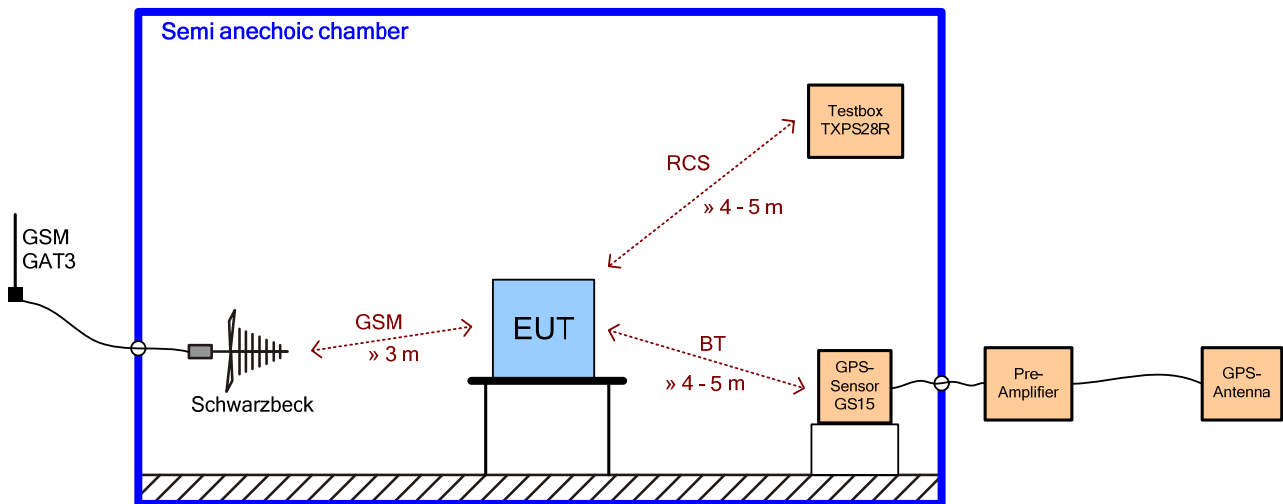 Semi anechoic chamber
Testbox
TXPS28R
RCS
» 4 - 5 m
GSM
GAT3
GSM
» 3 m
EUT
BT
» 4 - 5 m
Schwarzbeck
GPS-
Sensor
GS15
Pre-
Amplifier
GPS-
Antenna